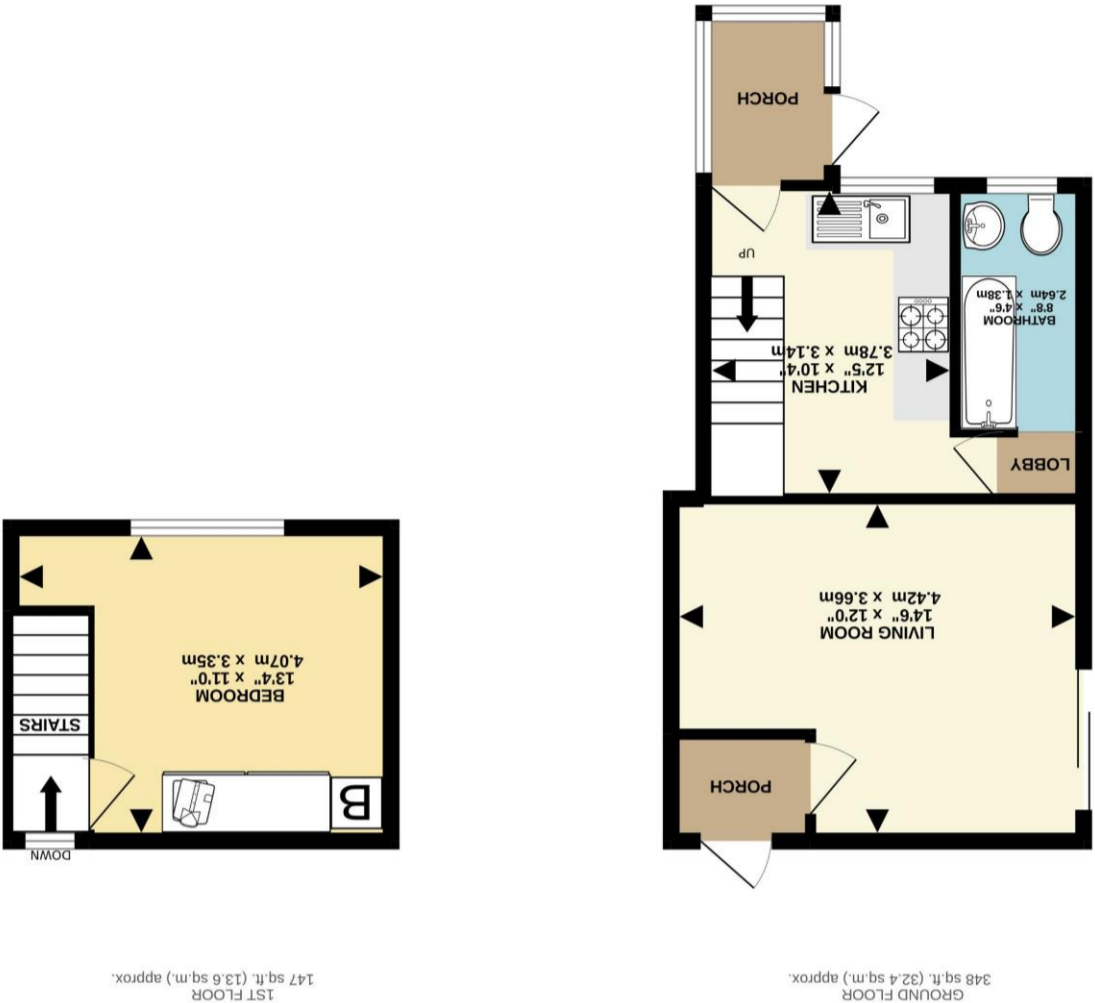 GROUND FLOOR
348 sq.ft. (32.4 sq.m.) approx.
1ST FLOOR
147 sq.ft. (13.6 sq.m.) approx.
PORCH
LIVING ROOM
14'6" x 12'0"
4.42m x 3.66m
LOBBY
KITCHEN
12'5" x 10'4"
3.78m x 3.14m
BATHROOM
8'8" x 4'6"
2.64m x 1.38m
UP
PORCH
DOWN
B
STAIRS
BEDROOM
13'4" x 11'0"
4.07m x 3.35m